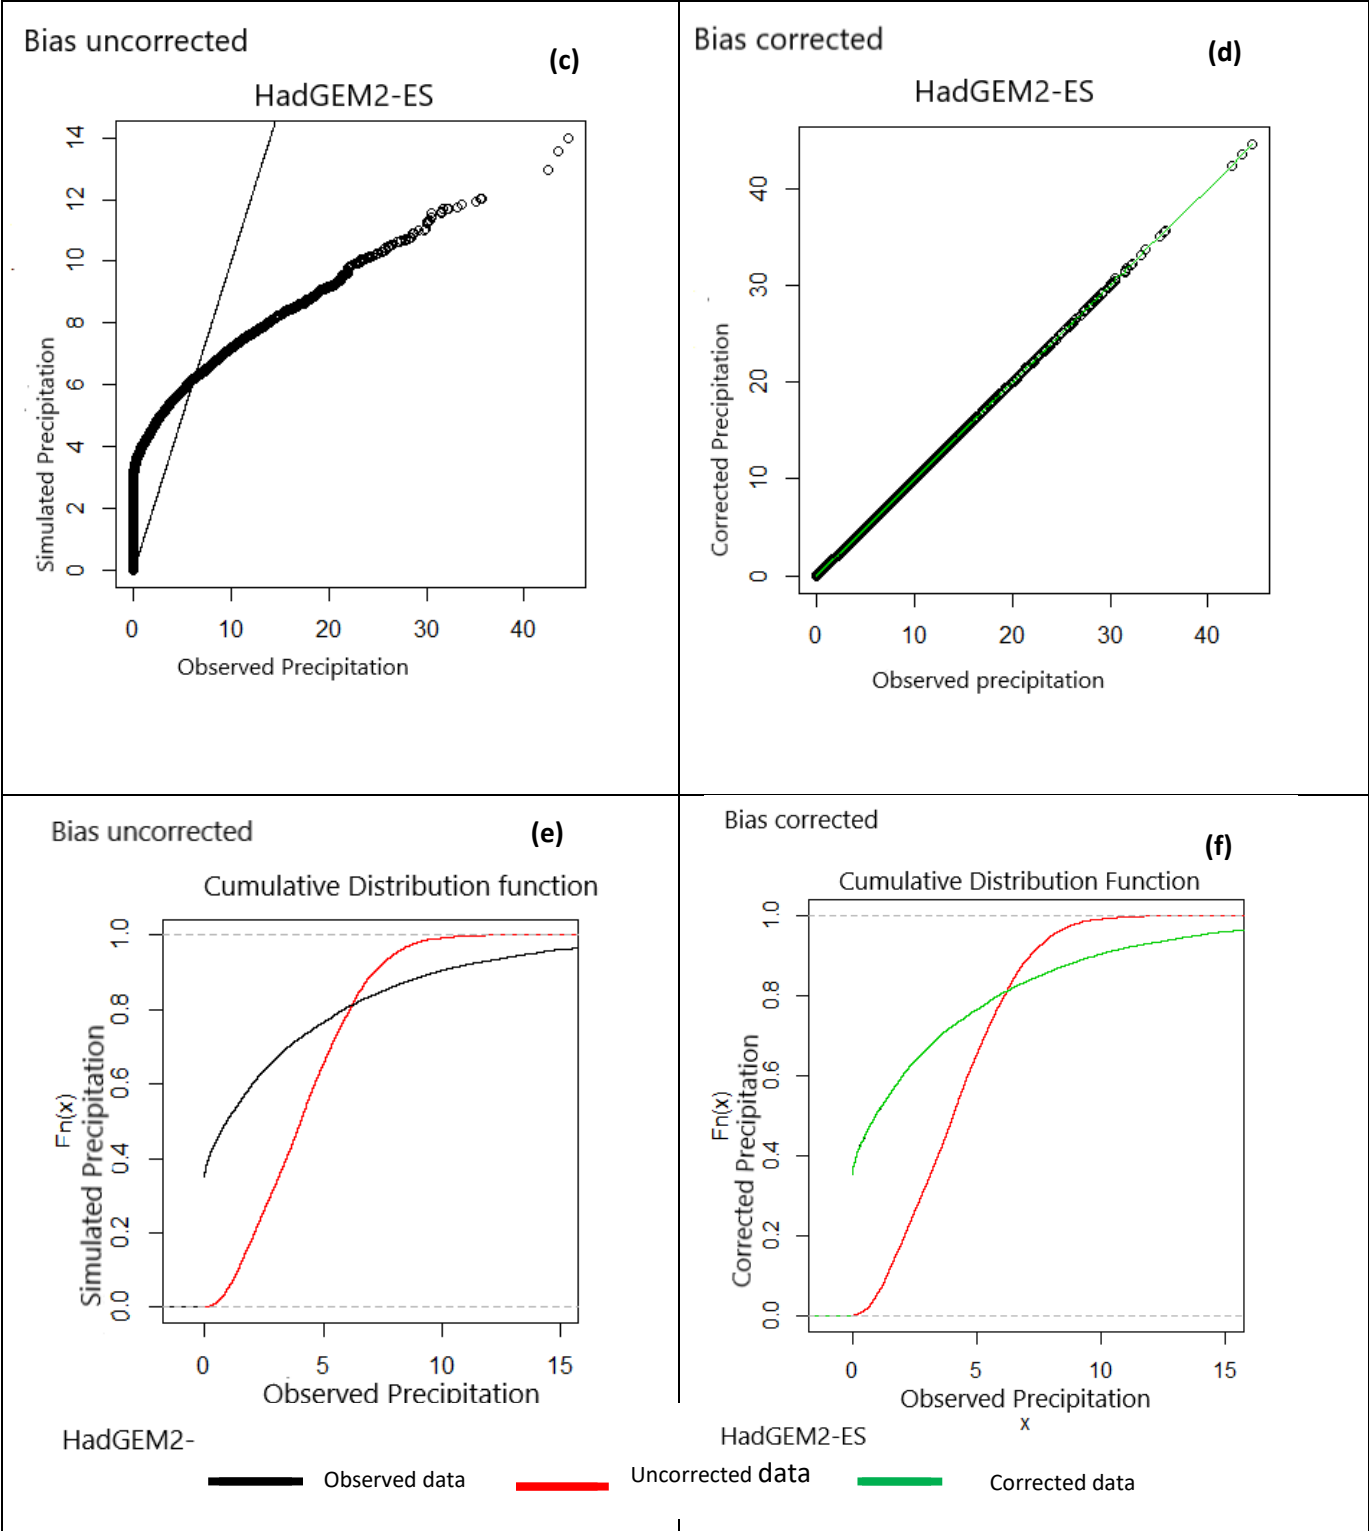 Bias uncorrected
(c)
HadGEM2-ES
14
12
10
8
6
4
2
0
Simulated Precipitation
0 10 20 30 40
Observed Precipitation
Bias corrected
(d)
HadGEM2-ES
40
30
20
10
0
Corrected Precipitation
0 10 20 30 40
Observed precipitation
Bias uncorrected
(e)
Cumulative Distribution function
1.0
0.8
0.6
0.4
0.2
0.0
Fn(x)
Simulated Precipitation
0 5 10 15
Observed Precipitation
HadGEM2-
Bias corrected
(f)
Cumulative Distribution Function
1.0
0.8
0.6
0.4
0.2
0.0
Fn(x)
Corrected Precipitation
0 5 10 15
Observed Precipitation
x
HadGEM2-ES
Observed data
Uncorrected data
Corrected data